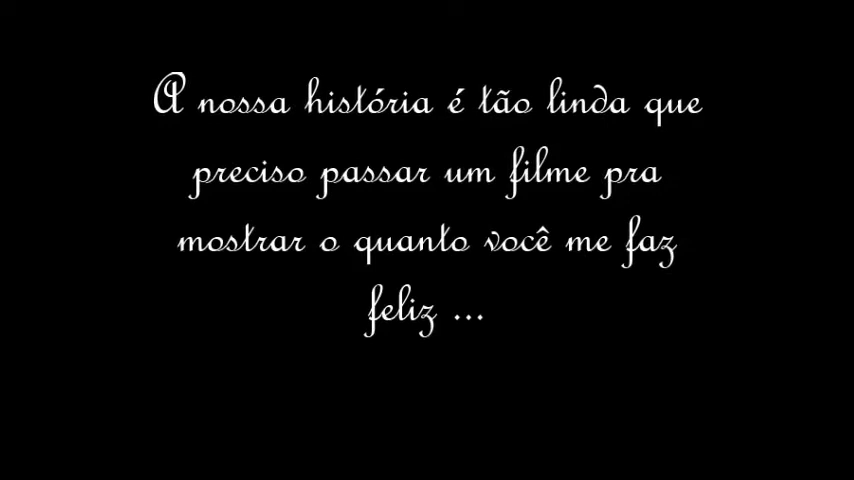 A nossa história é tão linda que
preciso passar um filme pra
mostrar o quanto você me faz
feliz ...